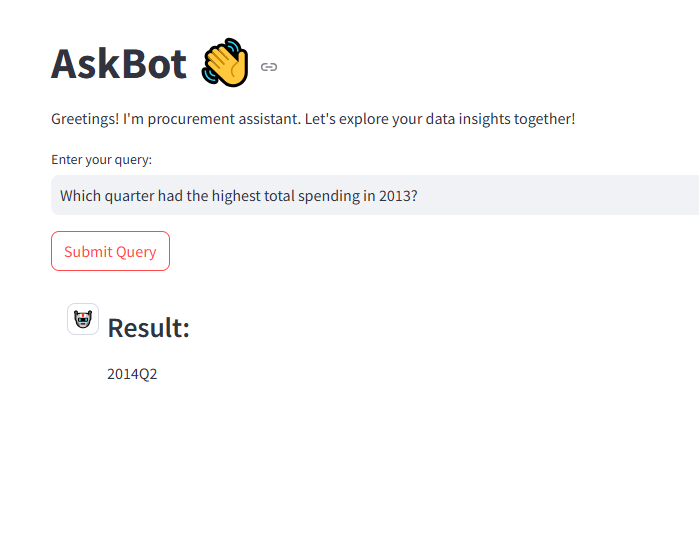 AskBot 👋
Greetings! I'm procurement assistant. Let's explore your data insights together!
Enter your query:
Which quarter had the highest total spending in 2013?
Submit Query
Result:
2014Q2